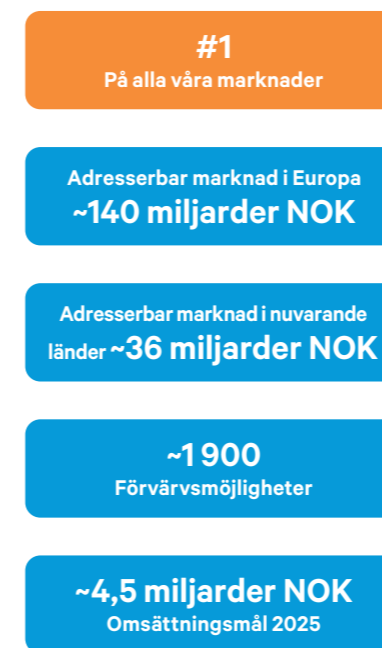 #1
På alla våra marknader
Adresserbar marknad i Europa
~140 miljarder NOK
Adresserbar marknad i nuvarande
länder ~36 miljarder NOK
~1 900
Förvärvsmöjligheter
~4,5 miljarder NOK
Omsättningsmål 2025